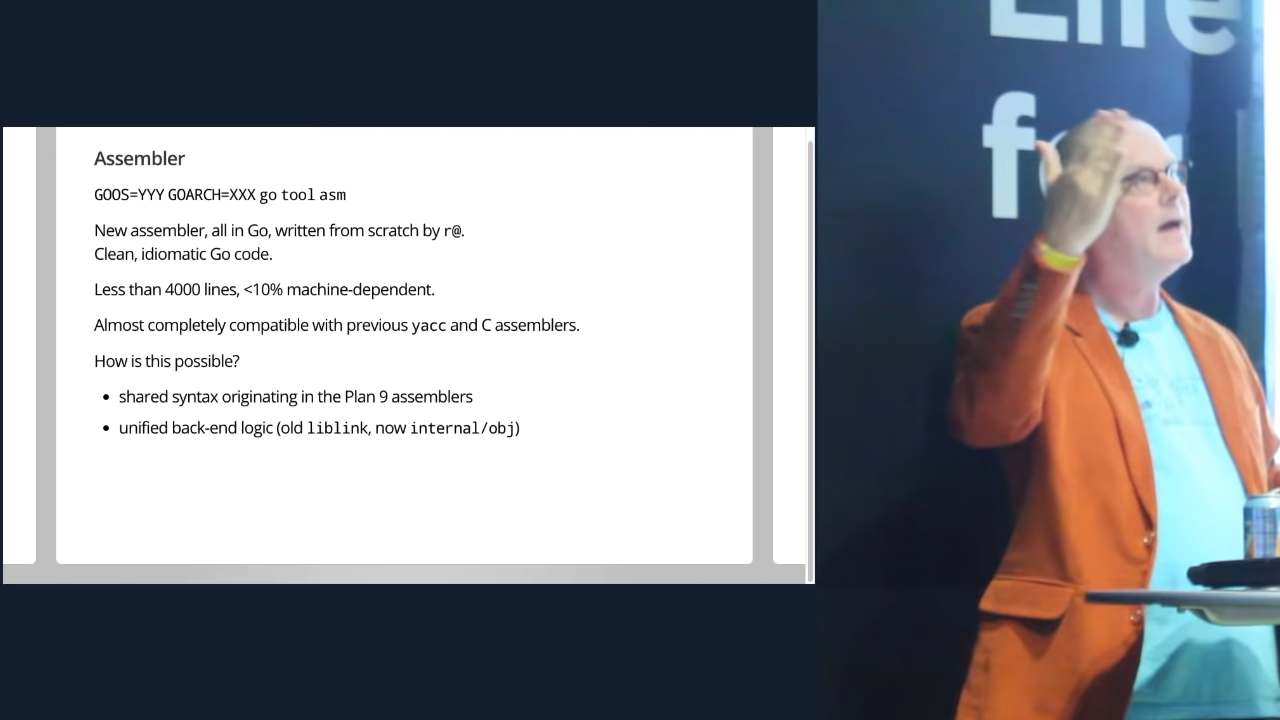 Assembler
GOOS=YYY GOARCH=XXX go tool asm
New assembler, all in Go, written from scratch by r@.
Clean, idiomatic Go code.
Less than 4000 lines, <10% machine-dependent.
Almost completely compatible with previous yacc and C assemblers.
How is this possible?
• shared syntax originating in the Plan 9 assemblers
• unified back-end logic (old liblink, now internal/obj)
Life